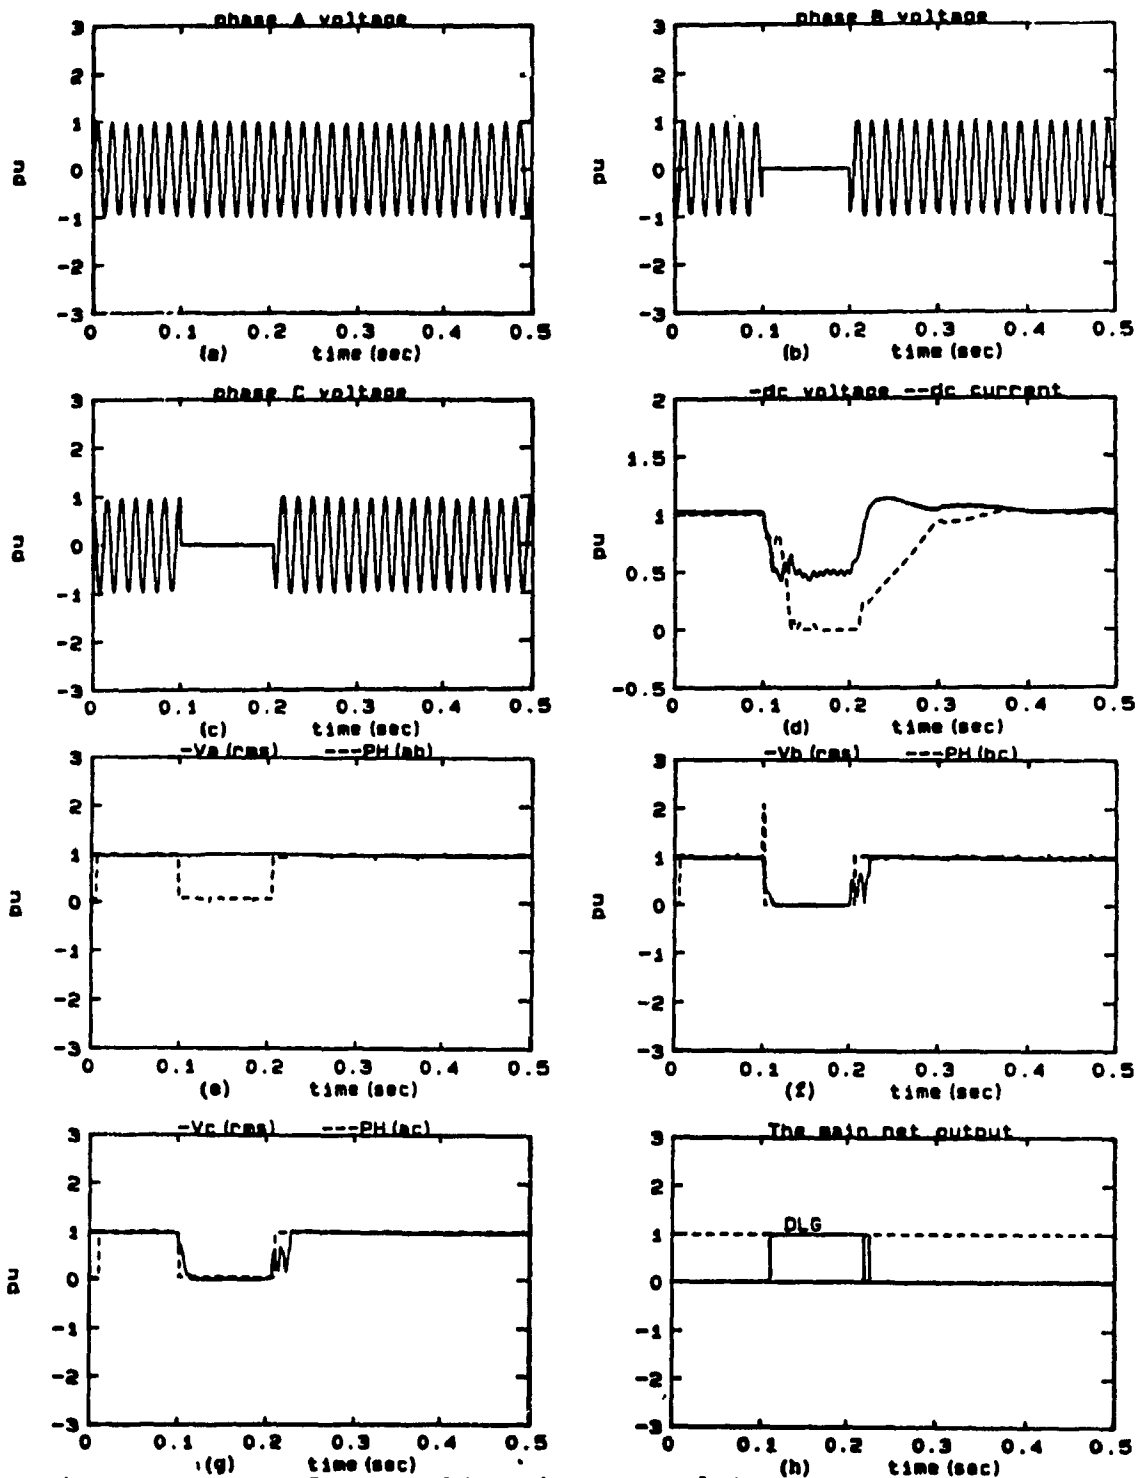 phase A voltage
3
2
1
0
-1
-2
-3
pu
0 0.1 0.2 0.3 0.4 0.5
(a) time (sec)
phase B voltage
3
2
1
0
-1
-2
-3
pu
0 0.1 0.2 0.3 0.4 0.5
(b) time (sec)
phase C voltage
3
2
1
0
-1
-2
-3
pu
0 0.1 0.2 0.3 0.4 0.5
(c) time (sec)
-dc voltage --dc current
2
1.5
1
0.5
0
-0.5
pu
0 0.1 0.2 0.3 0.4 0.5
(d) time (sec)
-Va (rms) ---PH (ab)
3
2
1
0
-1
-2
-3
pu
0 0.1 0.2 0.3 0.4 0.5
(e) time (sec)
-Vb (rms) ---PH (bc)
3
2
1
0
-1
-2
-3
pu
0 0.1 0.2 0.3 0.4 0.5
(f) time (sec)
-Vc (rms) ---PH (ac)
3
2
1
0
-1
-2
-3
pu
0 0.1 0.2 0.3 0.4 0.5
(g) time (sec)
The main net output
3
2
DLG
1
0
-1
-2
-3
0 0.1 0.2 0.3 0.4 0.5
(h) time (sec)